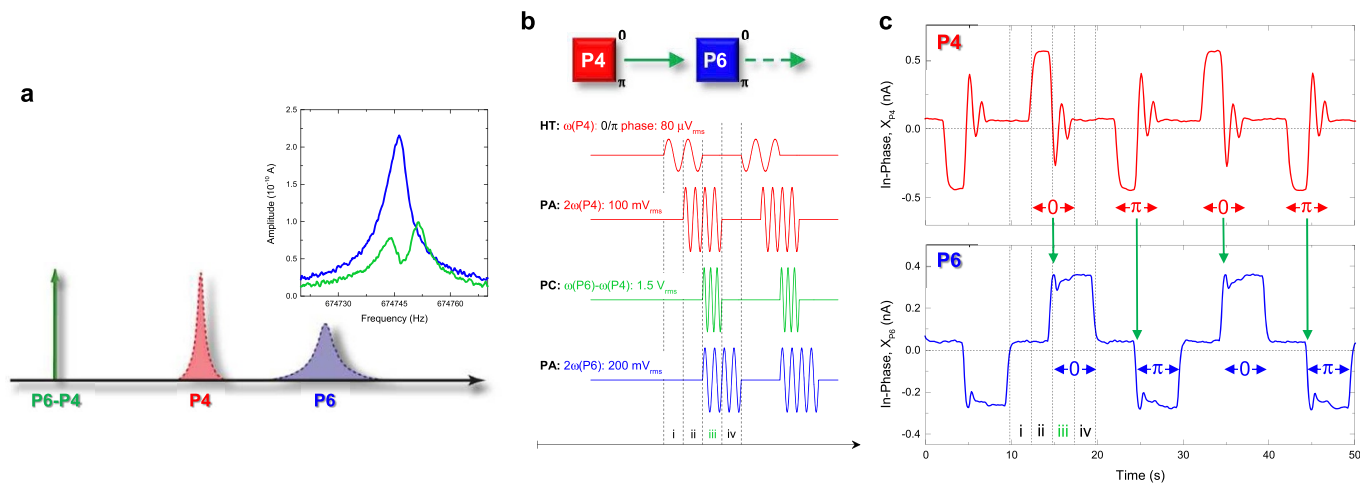 a
2.5
2.0
1.5
1.0
0.5
0.0
Amplitude (10⁻¹⁰ A)
674730
674745
674760
Frequency (Hz)
P6-P4
P4
P6
b
P4
0
π
P6
0
π
HT: ω(P4): 0/π phase: 80 μVrms
PA: 2ω(P4): 100 mVrms
PC: ω(P6)-ω(P4): 1.5 Vrms
PA: 2ω(P6): 200 mVrms
i ii iii iv
c
P4
In-Phase, XP4 (nA)
0.5
0.0
-0.5
0 π 0 π
P6
In-Phase, XP6 (nA)
0.4
0.2
0.0
-0.2
-0.4
0 π 0 π
i ii iii iv
0 10 20 30 40 50
Time (s)